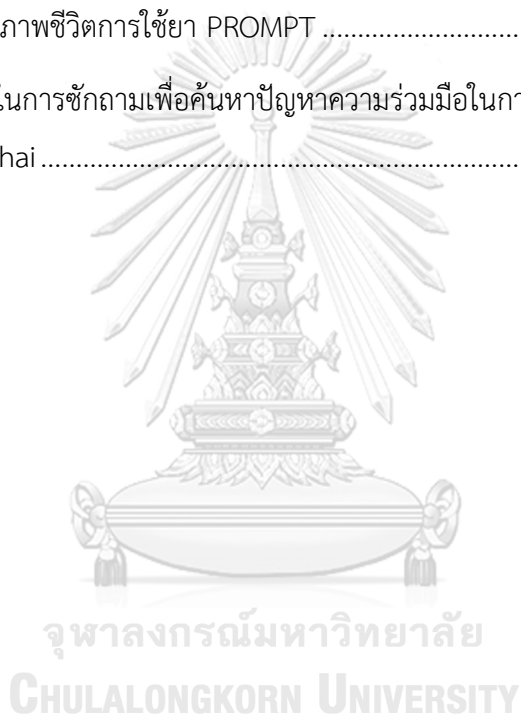 ภาพชีวิตการใช้ยา PROMPT ..........................
ในการซักถามเพื่อค้นหาปัญหาความร่วมมือในกา
hai ....................................................................
จุฬาลงกรณ์มหาวิทยาลัย
CHULALONGKORN UNIVERSITY